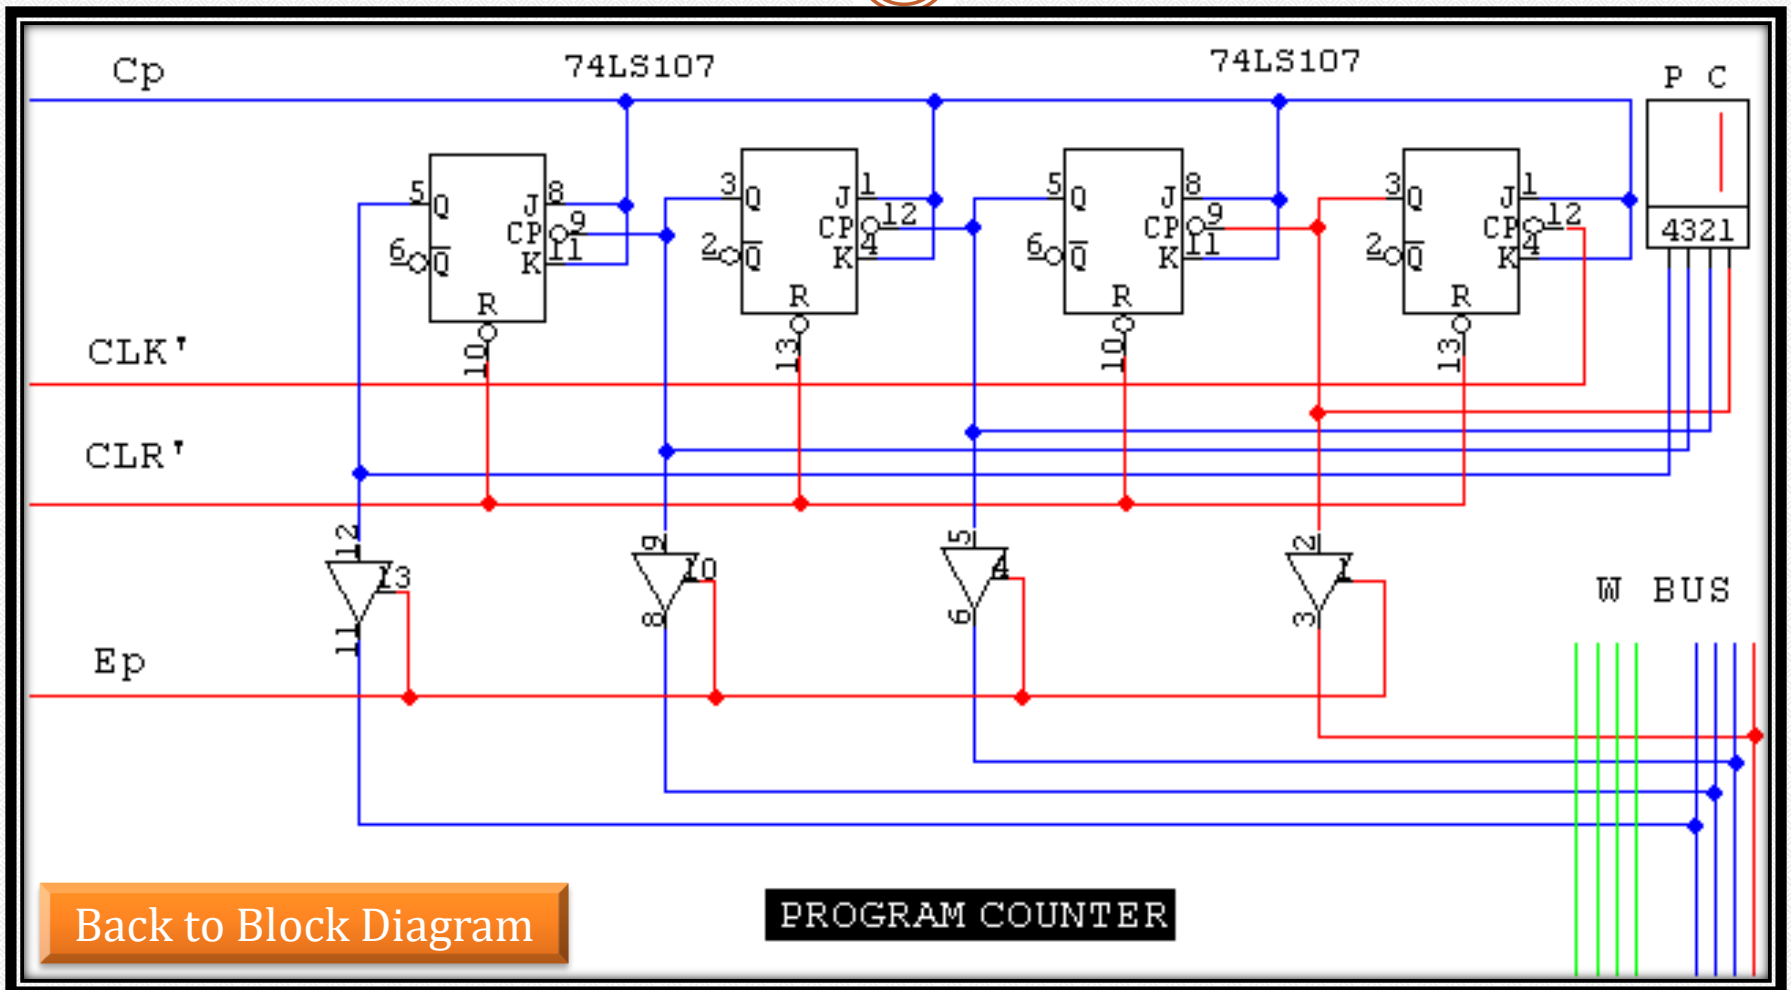 Cp
74LS107
74LS107
P C
4321
5 Q
6 Q̅
J 8
CP 9
K 11
R
10
3 Q
2 Q̅
J 1
CP 12
K 4
R
13
5 Q
6 Q̅
J 8
CP 9
K 11
R
10
3 Q
2 Q̅
J 1
CP 12
K 4
R
13
CLK'
CLR'
12
13
11
9
10
8
5
4
6
2
1
3
W BUS
Ep
Back to Block Diagram
PROGRAM COUNTER